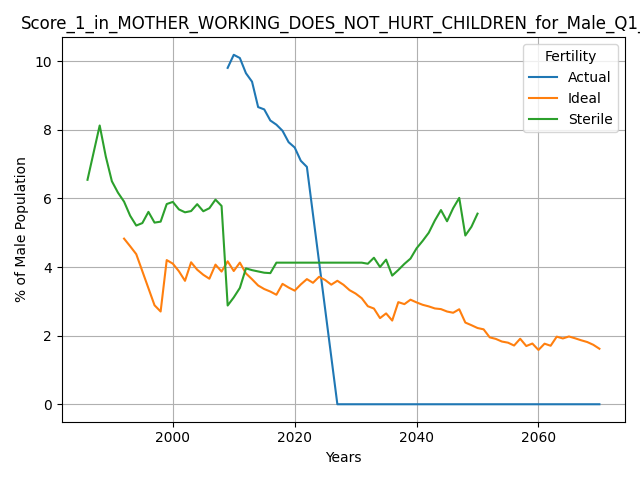 Score_1_in_MOTHER_WORKING_DOES_NOT_HURT_CHILDREN_for_Male_Q1_
Fertility
Actual
Ideal
Sterile
% of Male Population
10
8
6
4
2
0
2000 2020 2040 2060
Years